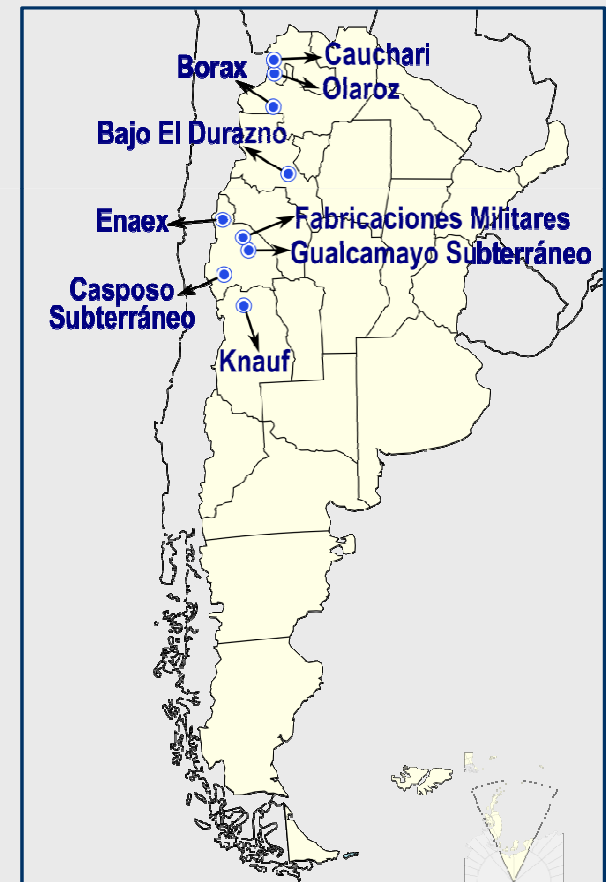 Cauchari
Borax
Olaroz
Bajo El Durazno
Enaex
Fabricaciones Militares
Gualcamayo Subterráneo
Casposo
Subterráneo
Knauf